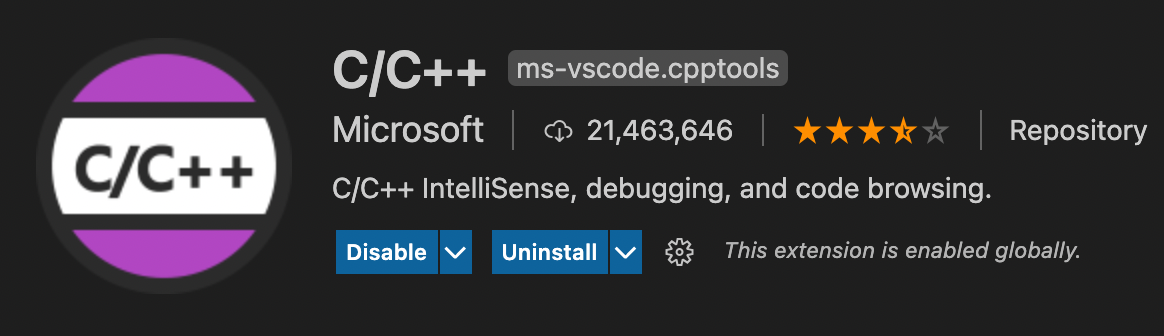 C/C++
C/C++ ms-vscode.cpptools
Microsoft 21,463,646 Repository
C/C++ IntelliSense, debugging, and code browsing.
Disable Uninstall This extension is enabled globally.